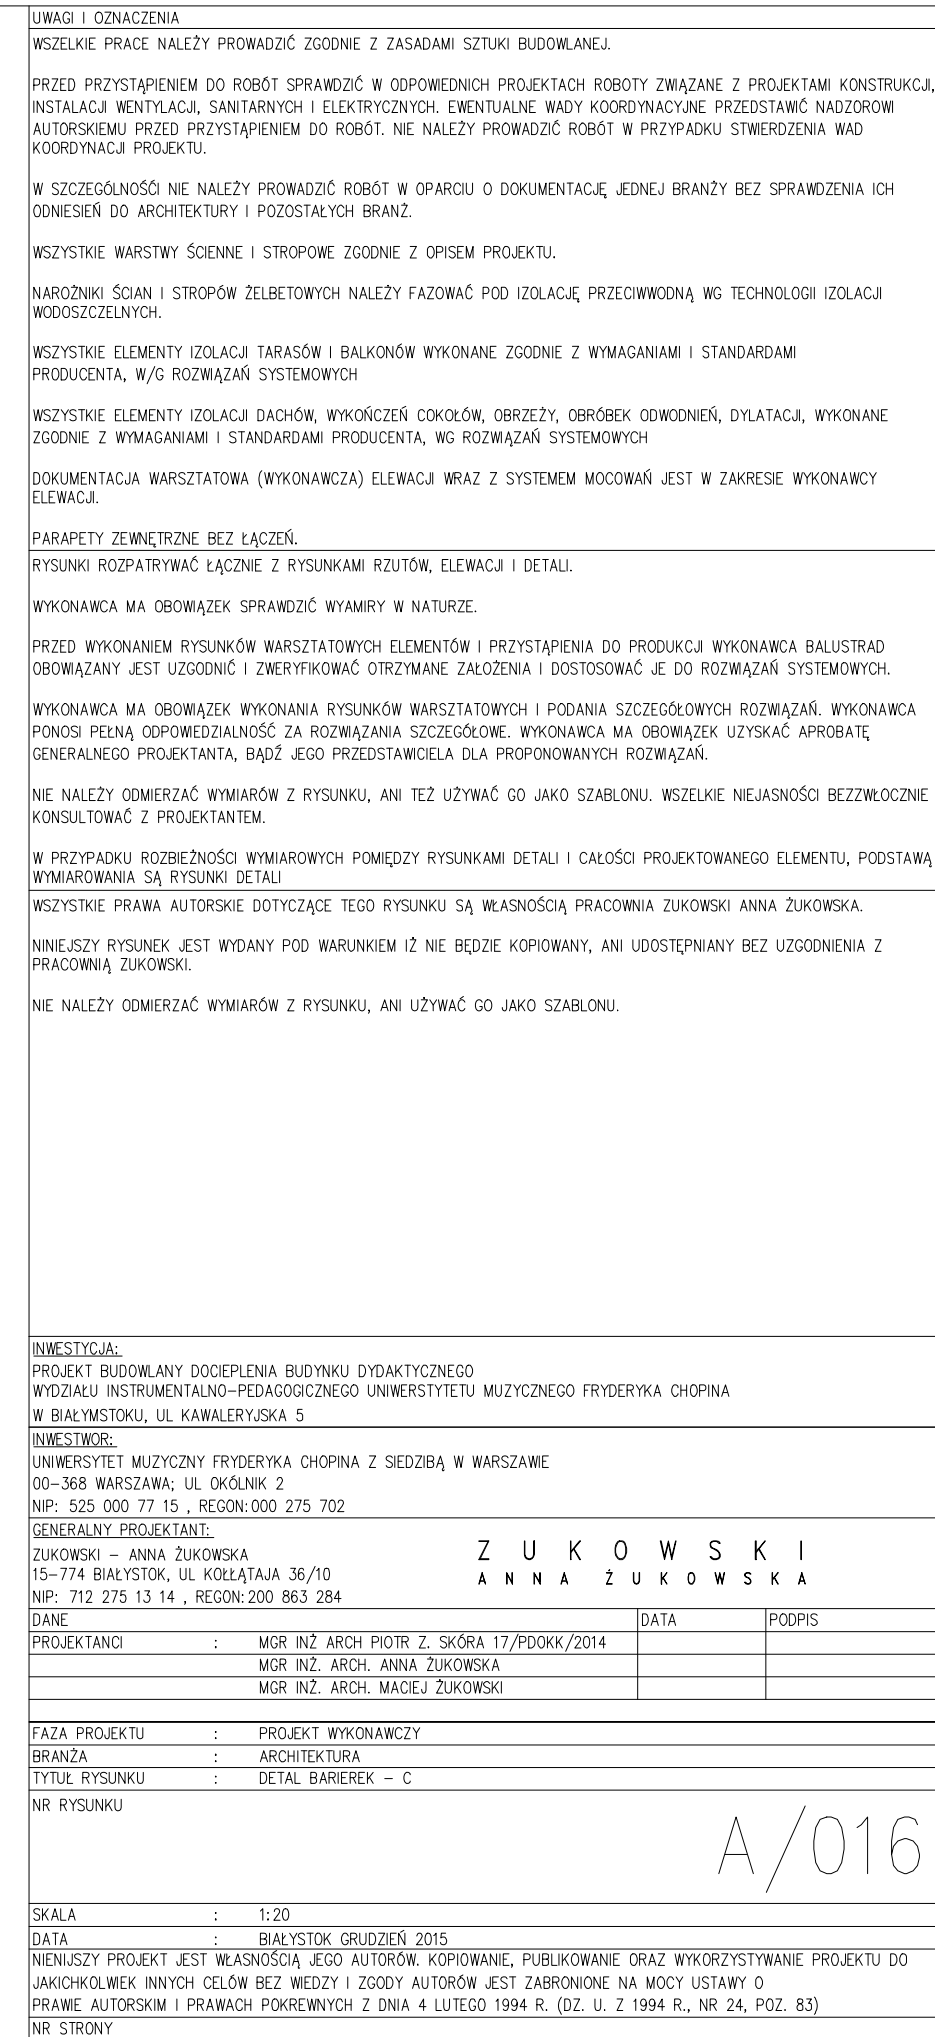 UWAGI I OZNACZENIA
WSZELKIE PRACE NALEŻY PROWADZIĆ ZGODNIE Z ZASADAMI SZTUKI BUDOWLANEJ.
PRZED PRZYSTĄPIENIEM DO ROBÓT SPRAWDZIĆ W ODPOWIEDNICH PROJEKTACH ROBOTY ZWIĄZANE Z PROJEKTAMI KONSTRUKCJI,
INSTALACJI WENTYLACJI, SANITARNYCH I ELEKTRYCZNYCH. EWENTUALNE WADY KOORDYNACYJNE PRZEDSTAWIĆ NADZOROWI
AUTORSKIEMU PRZED PRZYSTĄPIENIEM DO ROBÓT. NIE NALEŻY PROWADZIĆ ROBÓT W PRZYPADKU STWIERDZENIA WAD
KOORDYNACJI PROJEKTU.
W SZCZEGÓLNOŚĆI NIE NALEŻY PROWADZIĆ ROBÓT W OPARCIU O DOKUMENTACJĘ JEDNEJ BRANŻY BEZ SPRAWDZENIA ICH
ODNIESIEŃ DO ARCHITEKTURY I POZOSTAŁYCH BRANŻ.
WSZYSTKIE WARSTWY ŚCIENNE I STROPOWE ZGODNIE Z OPISEM PROJEKTU.
NAROŻNIKI ŚCIAN I STROPÓW ŻELBETOWYCH NALEŻY FAZOWAĆ POD IZOLACJĘ PRZECIWWODNĄ WG TECHNOLOGII IZOLACJI
WODOSZCZELNYCH.
WSZYSTKIE ELEMENTY IZOLACJI TARASÓW I BALKONÓW WYKONANE ZGODNIE Z WYMAGANIAMI I STANDARDAMI
PRODUCENTA, W/G ROZWIĄZAŃ SYSTEMOWYCH
WSZYSTKIE ELEMENTY IZOLACJI DACHÓW, WYKOŃCZEŃ COKOŁÓW, OBRZEŻY, OBRÓBEK ODWODNIEŃ, DYLATACJI, WYKONANE
ZGODNIE Z WYMAGANIAMI I STANDARDAMI PRODUCENTA, WG ROZWIĄZAŃ SYSTEMOWYCH
DOKUMENTACJA WARSZTATOWA (WYKONAWCZA) ELEWACJI WRAZ Z SYSTEMEM MOCOWAŃ JEST W ZAKRESIE WYKONAWCY
ELEWACJI.
PARAPETY ZEWNĘTRZNE BEZ ŁĄCZEŃ.
RYSUNKI ROZPATRYWAĆ ŁĄCZNIE Z RYSUNKAMI RZUTÓW, ELEWACJI I DETALI.
WYKONAWCA MA OBOWIĄZEK SPRAWDZIĆ WYAMIRY W NATURZE.
PRZED WYKONANIEM RYSUNKÓW WARSZTATOWYCH ELEMENTÓW I PRZYSTĄPIENIA DO PRODUKCJI WYKONAWCA BALUSTRAD
OBOWIĄZANY JEST UZGODNIĆ I ZWERYFIKOWAĆ OTRZYMANE ZAŁOŻENIA I DOSTOSOWAĆ JE DO ROZWIĄZAŃ SYSTEMOWYCH.
WYKONAWCA MA OBOWIĄZEK WYKONANIA RYSUNKÓW WARSZTATOWYCH I PODANIA SZCZEGÓŁOWYCH ROZWIĄZAŃ. WYKONAWCA
PONOSI PEŁNĄ ODPOWIEDZIALNOŚĆ ZA ROZWIĄZANIA SZCZEGÓŁOWE. WYKONAWCA MA OBOWIĄZEK UZYSKAĆ APROBATĘ
GENERALNEGO PROJEKTANTA, BĄDŹ JEGO PRZEDSTAWICIELA DLA PROPONOWANYCH ROZWIĄZAŃ.
NIE NALEŻY ODMIERZAĆ WYMIARÓW Z RYSUNKU, ANI TEŻ UŻYWAĆ GO JAKO SZABLONU. WSZELKIE NIEJASNOŚCI BEZZWŁOCZNIE
KONSULTOWAĆ Z PROJEKTANTEM.
W PRZYPADKU ROZBIEŻNOŚCI WYMIAROWYCH POMIĘDZY RYSUNKAMI DETALI I CAŁOŚCI PROJEKTOWANEGO ELEMENTU, PODSTAWĄ
WYMIAROWANIA SĄ RYSUNKI DETALI
WSZYSTKIE PRAWA AUTORSKIE DOTYCZĄCE TEGO RYSUNKU SĄ WŁASNOŚCIĄ PRACOWNIA ZUKOWSKI ANNA ŻUKOWSKA.
NINIEJSZY RYSUNEK JEST WYDANY POD WARUNKIEM IŻ NIE BĘDZIE KOPIOWANY, ANI UDOSTĘPNIANY BEZ UZGODNIENIA Z
PRACOWNIĄ ZUKOWSKI.
NIE NALEŻY ODMIERZAĆ WYMIARÓW Z RYSUNKU, ANI UŻYWAĆ GO JAKO SZABLONU.
INWESTYCJA:
PROJEKT BUDOWLANY DOCIEPLENIA BUDYNKU DYDAKTYCZNEGO
WYDZIAŁU INSTRUMENTALNO-PEDAGOGICZNEGO UNIWERSTYTETU MUZYCZNEGO FRYDERYKA CHOPINA
W BIAŁYMSTOKU, UL KAWALERYJSKA 5
INWESTWOR:
UNIWERSYTET MUZYCZNY FRYDERYKA CHOPINA Z SIEDZIBĄ W WARSZAWIE
00-368 WARSZAWA; UL OKÓLNIK 2
NIP: 525 000 77 15 , REGON:000 275 702
GENERALNY PROJEKTANT:
ZUKOWSKI - ANNA ŻUKOWSKA
15-774 BIAŁYSTOK, UL KOŁŁĄTAJA 36/10
NIP: 712 275 13 14 , REGON:200 863 284
ZUKOWSKI
ANNA ŻUKOWSKA
DANE DATA PODPIS
PROJEKTANCI : MGR INŻ ARCH PIOTR Z. SKÓRA 17/PDOKK/2014
MGR INŻ. ARCH. ANNA ŻUKOWSKA
MGR INŻ. ARCH. MACIEJ ŻUKOWSKI
FAZA PROJEKTU : PROJEKT WYKONAWCZY
BRANŻA : ARCHITEKTURA
TYTUŁ RYSUNKU : DETAL BARIEREK - C
NR RYSUNKU
A/016
SKALA : 1:20
DATA : BIAŁYSTOK GRUDZIEŃ 2015
NIENIJSZY PROJEKT JEST WŁASNOŚCIĄ JEGO AUTORÓW. KOPIOWANIE, PUBLIKOWANIE ORAZ WYKORZYSTYWANIE PROJEKTU DO
JAKICHKOLWIEK INNYCH CELÓW BEZ WIEDZY I ZGODY AUTORÓW JEST ZABRONIONE NA MOCY USTAWY O
PRAWIE AUTORSKIM I PRAWACH POKREWNYCH Z DNIA 4 LUTEGO 1994 R. (DZ. U. Z 1994 R., NR 24, POZ. 83)
NR STRONY